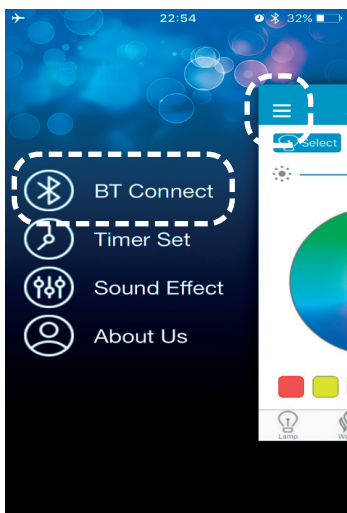 22:54
32%
Select
BT Connect
Timer Set
Sound Effect
About Us
Lamp